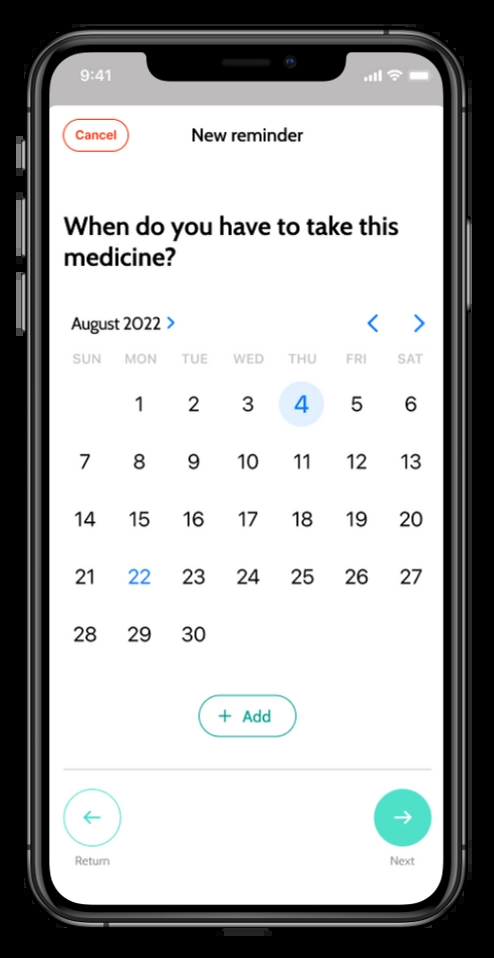 9:41
Cancel New reminder
When do you have to take this
medicine?
August 2022
SUN MON TUE WED THU FRI SAT
1 2 3 4 5 6
7 8 9 10 11 12 13
14 15 16 17 18 19 20
21 22 23 24 25 26 27
28 29 30
+ Add
Return Next